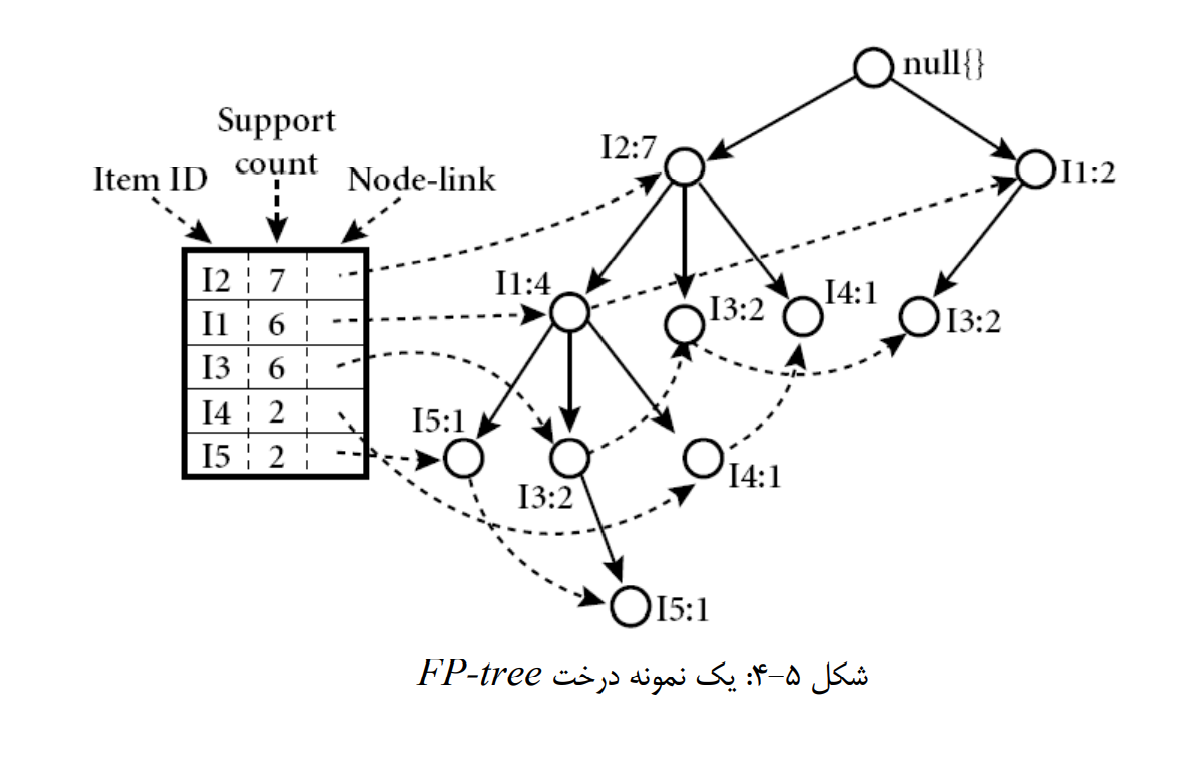 null{}
I2:7
I1:2
Support
count
Item ID
Node-link
I2 7
I1 6
I3 6
I4 2
I5 2
I1:4
I3:2
I4:1
I3:2
I5:1
I3:2
I4:1
I5:1
شکل ۵-۴: یک نمونه درخت FP-tree